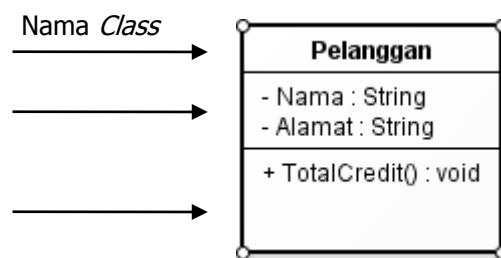 Nama Class
Pelanggan
- Nama : String
- Alamat : String
+ TotalCredit() : void